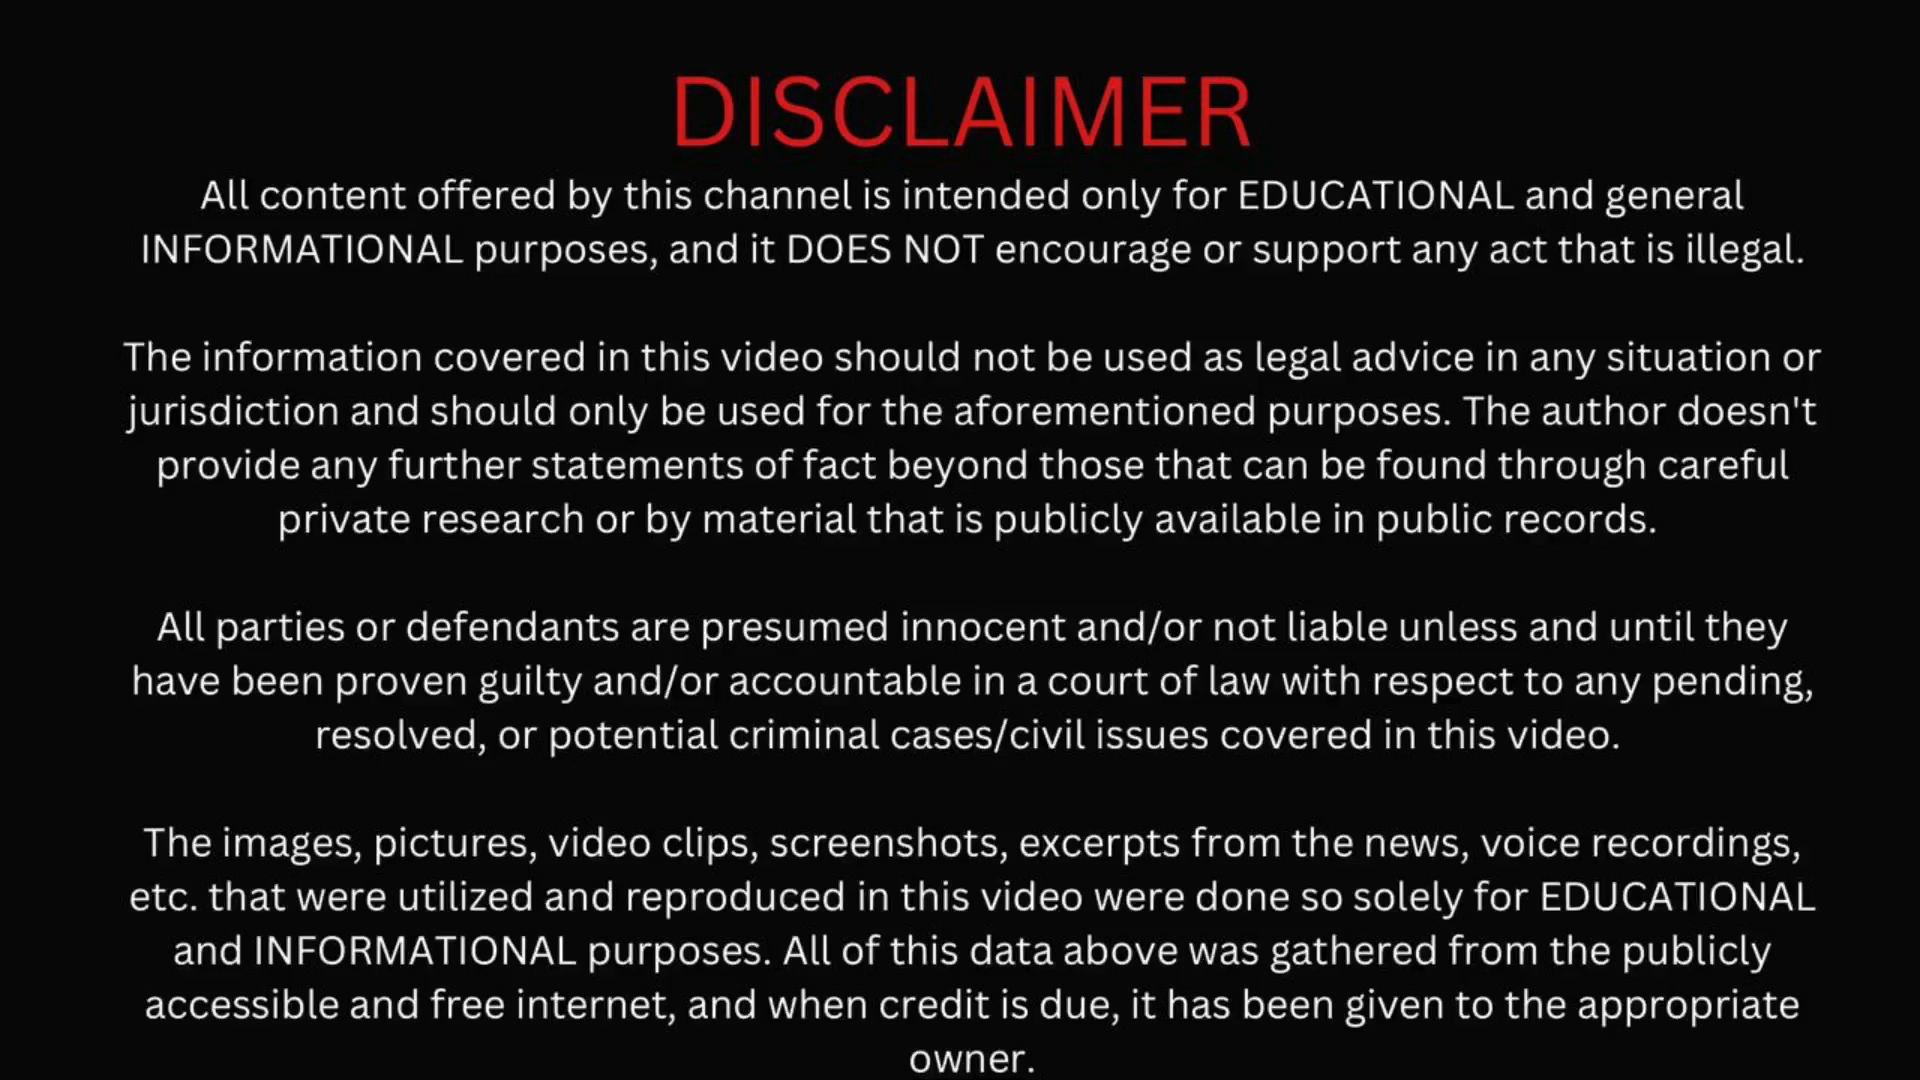 DISCLAIMER
All content offered by this channel is intended only for EDUCATIONAL and general
INFORMATIONAL purposes, and it DOES NOT encourage or support any act that is illegal.
The information covered in this video should not be used as legal advice in any situation or
jurisdiction and should only be used for the aforementioned purposes. The author doesn't
provide any further statements of fact beyond those that can be found through careful
private research or by material that is publicly available in public records.
All parties or defendants are presumed innocent and/or not liable unless and until they
have been proven guilty and/or accountable in a court of law with respect to any pending,
resolved, or potential criminal cases/civil issues covered in this video.
The images, pictures, video clips, screenshots, excerpts from the news, voice recordings,
etc. that were utilized and reproduced in this video were done so solely for EDUCATIONAL
and INFORMATIONAL purposes. All of this data above was gathered from the publicly
accessible and free internet, and when credit is due, it has been given to the appropriate
owner.